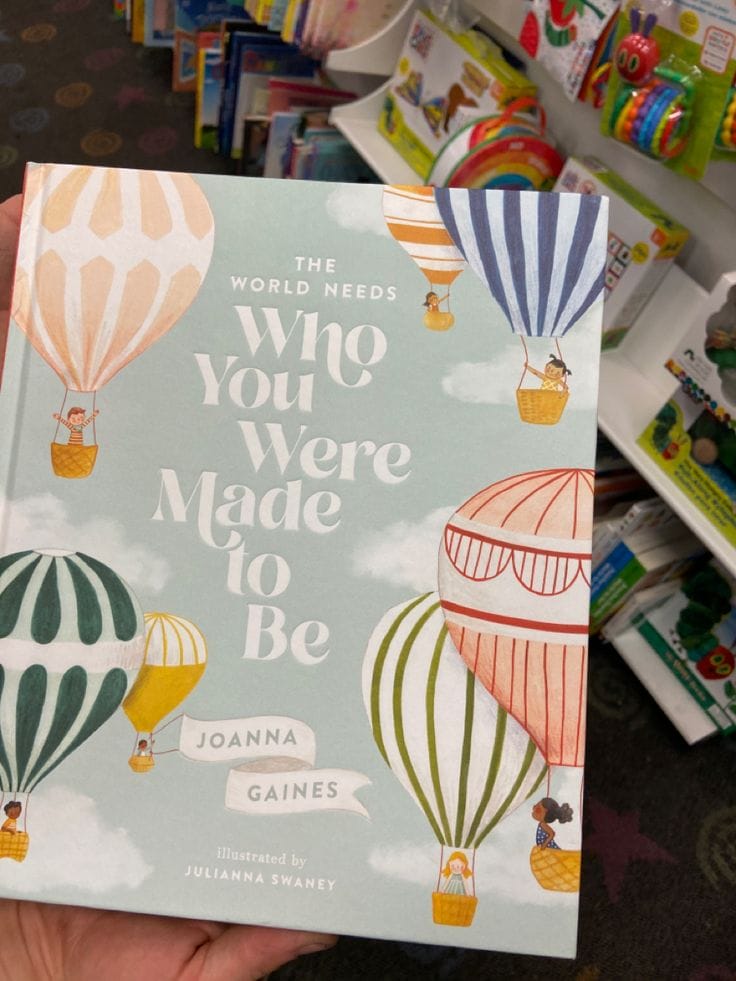 THE
WORLD NEEDS
Who
You
Were
Made
to
Be
JOANNA
GAINES
illustrated by
JULIANNA SWANEY